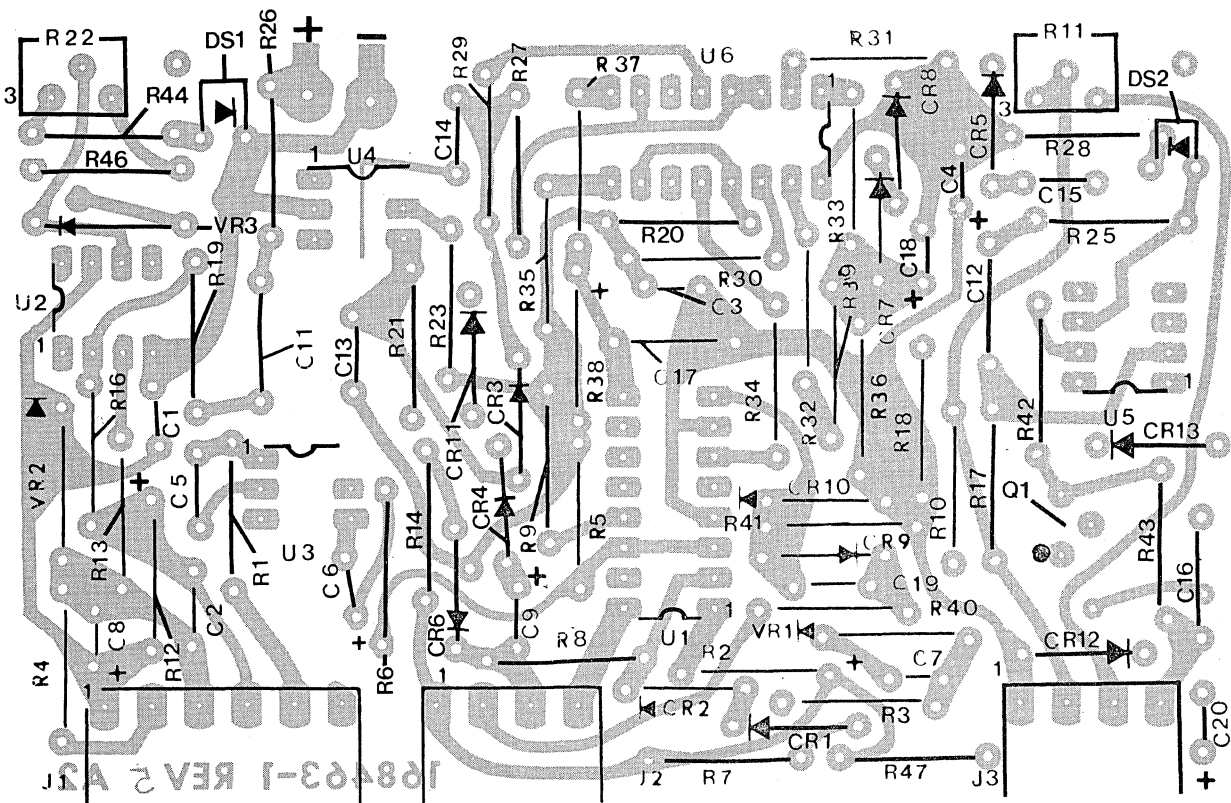 R22
DS1
R26
+
−
R29
R27
R37
U6
R31
CR8
R11
DS2
3
R44
1
3
CR5
R46
1
U4
C14
R28
C4
C15
+
VR3
R20
R33
R25
R19
R35
R30
C18
C12
U2
+
C3
R39
+
CR7
R23
R21
C11
C13
1
C17
R38
R34
R36
1
R16
CR3
R32
R18
R42
U5
C1
CR11
CR13
1
VR2
+
C5
CR4
CR10
R17
Q1
R41
R10
R9
R5
R14
R13
R1
U3
CR9
R43
C6
+
C19
C16
C2
C8
R12
+
CR6
C9
R8
1
U1
R40
VR1
CR12
+
R4
+
R6
R2
C7
1
1
1
CR2
R3
CR1
C20
J1
168463-1 REV 5 A2
J2
R7
R47
J3
+